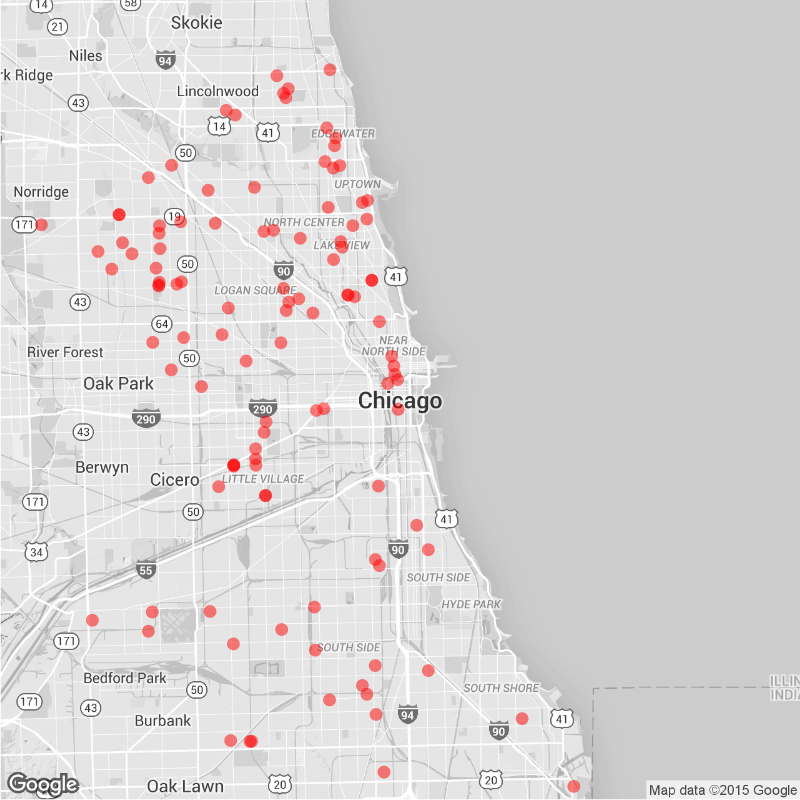 14
58
Skokie
21
Niles
94
rk Ridge
Lincolnwood
43
14
41
EDGEWATER
50
UPTOWN
Norridge
171
19
NORTH CENTER
LAKEVIEW
50
90
41
LOGAN SQUARE
43
64
NEAR
NORTH SIDE
River Forest
50
Oak Park
Chicago
290
290
43
Berwyn
Cicero
LITTLE VILLAGE
171
50
41
34
90
55
SOUTH SIDE
HYDE PARK
171
SOUTH SIDE
Bedford Park
50
SOUTH SHORE
ILLIN
INDIA
171
43
Burbank
94
41
90
Google
Oak Lawn
20
20
Map data ©2015 Google